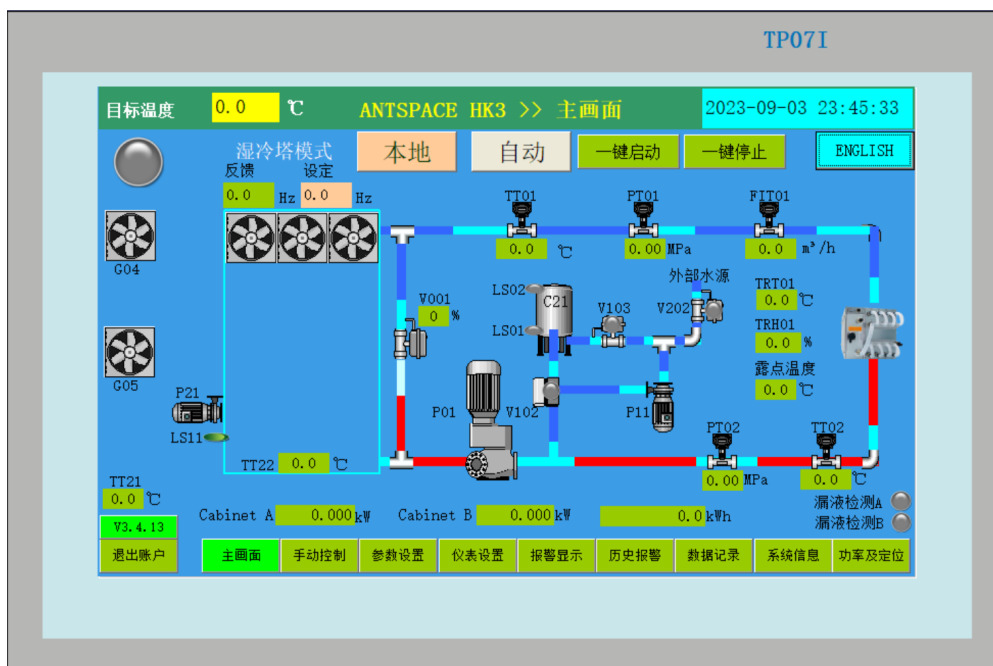 TP07I
目标温度 0.0 ℃ ANTSPACE HK3 >> 主画面 2023-09-03 23:45:33
湿冷塔模式 本地 自动 一键启动 一键停止 ENGLISH
反馈 设定
0.0 Hz 0.0 Hz
TT01 PT01 FIT01
0.0 ℃ 0.00 MPa 0.0 m³/h
G04
外部水源
LS02 C21 V103 V202
TRT01
0.0 ℃
V001
0 %
LS01
TRH01
0.0 %
露点温度
0.0 ℃
G05
P21
P01 V102 P11
LS11
PT02 TT02
TT22 0.0 ℃
0.00 MPa 0.0 ℃
TT21
0.0 ℃
漏液检测A
Cabinet A 0.000 kW Cabinet B 0.000 kW 0.0 kWh
漏液检测B
V3.4.13
退出账户 主画面 手动控制 参数设置 仪表设置 报警显示 历史报警 数据记录 系统信息 功率及定位